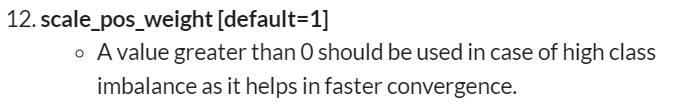 12. scale_pos_weight [default=1]
◦ A value greater than 0 should be used in case of high class
imbalance as it helps in faster convergence.